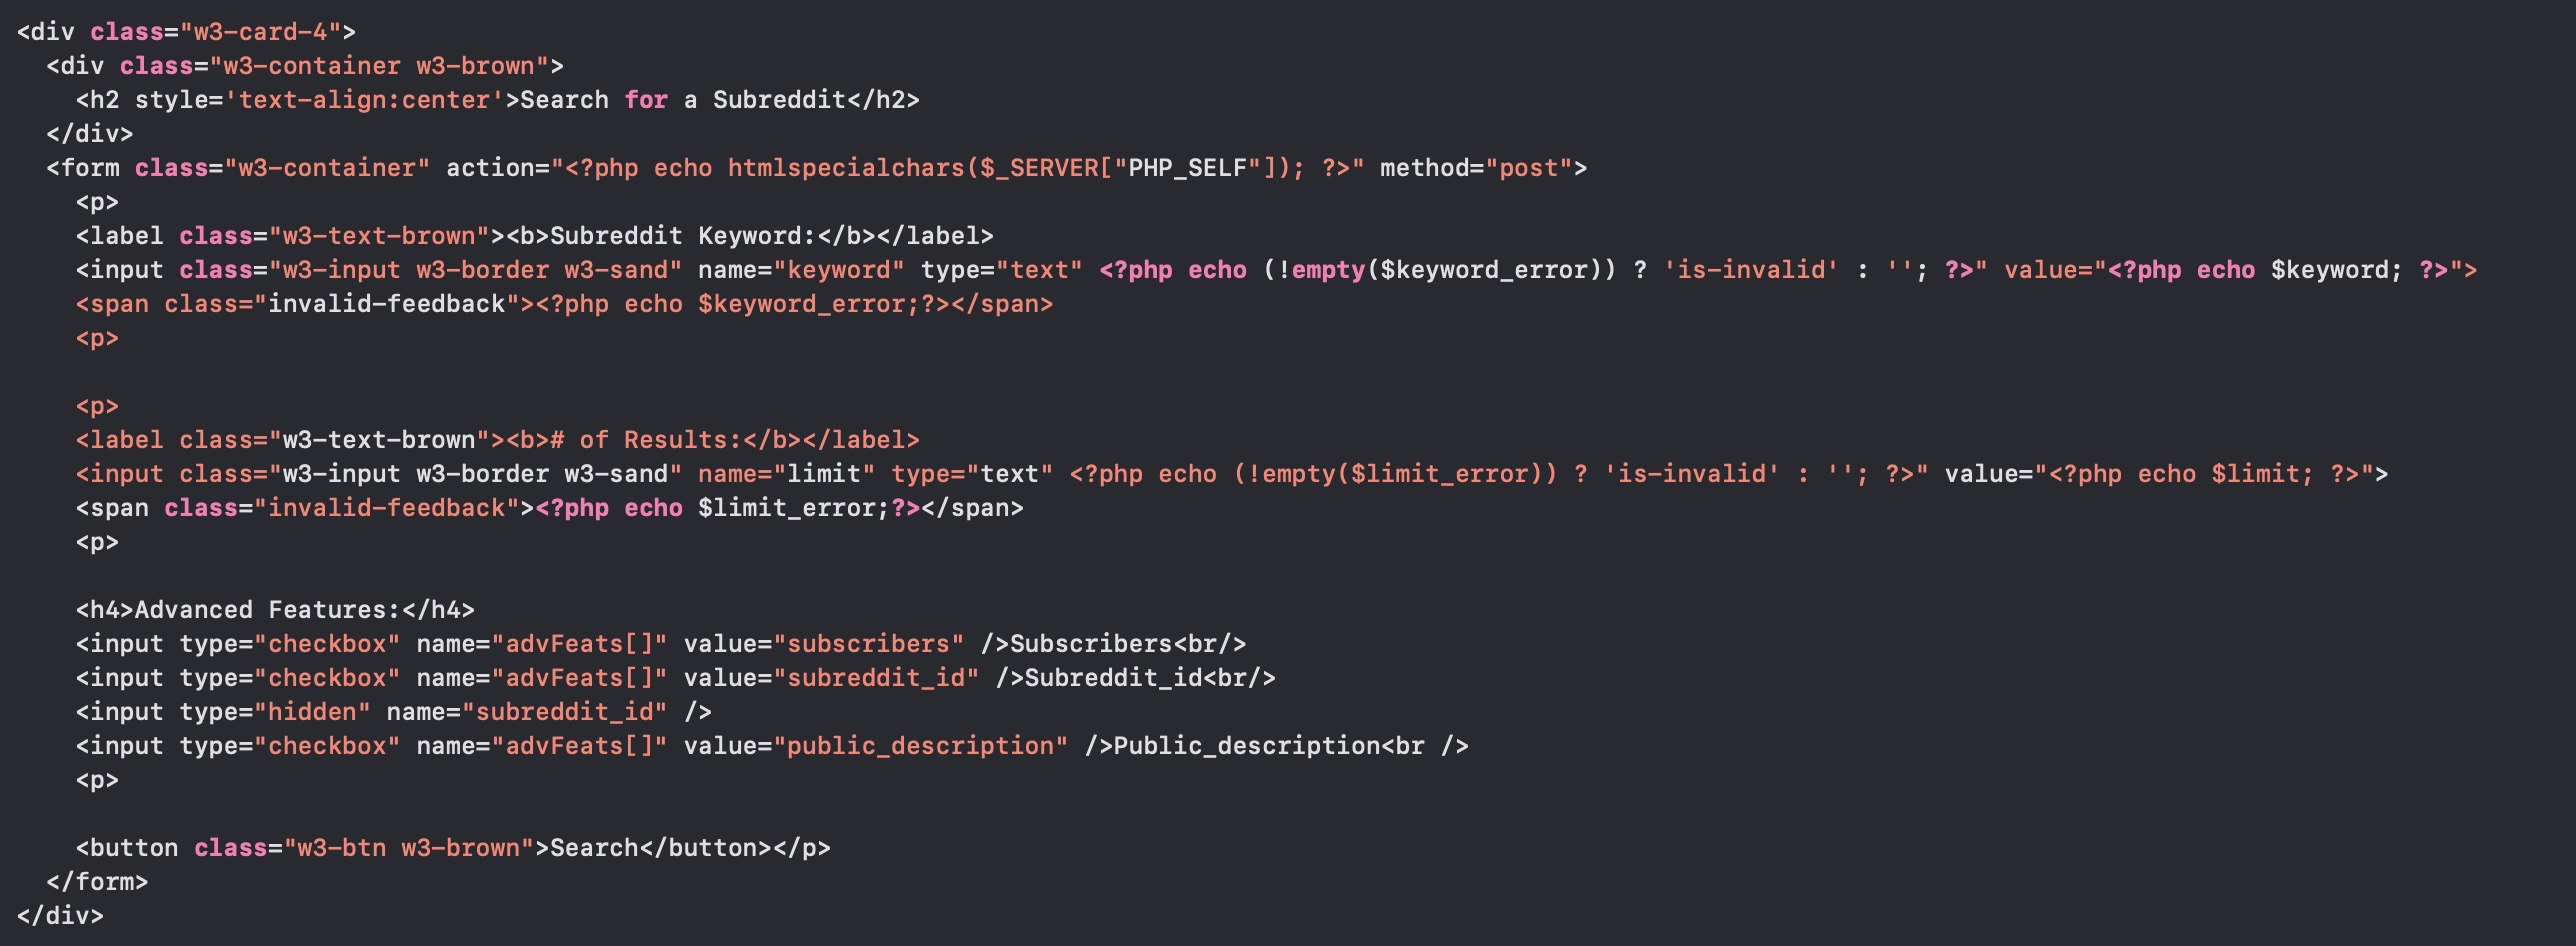 <div class="w3-card-4">
  <div class="w3-container w3-brown">
    <h2 style='text-align:center'>Search for a Subreddit</h2>
  </div>
  <form class="w3-container" action="<?php echo htmlspecialchars($_SERVER["PHP_SELF"]); ?>" method="post">
    <p>
    <label class="w3-text-brown"><b>Subreddit Keyword:</b></label>
    <input class="w3-input w3-border w3-sand" name="keyword" type="text" <?php echo (!empty($keyword_error)) ? 'is-invalid' : ''; ?>" value="<?php echo $keyword; ?>">
    <span class="invalid-feedback"><?php echo $keyword_error;?></span>
    <p>

    <p>
    <label class="w3-text-brown"><b># of Results:</b></label>
    <input class="w3-input w3-border w3-sand" name="limit" type="text" <?php echo (!empty($limit_error)) ? 'is-invalid' : ''; ?>" value="<?php echo $limit; ?>">
    <span class="invalid-feedback"><?php echo $limit_error;?></span>
    <p>

    <h4>Advanced Features:</h4>
    <input type="checkbox" name="advFeats[]" value="subscribers" />Subscribers<br/>
    <input type="checkbox" name="advFeats[]" value="subreddit_id" />Subreddit_id<br/>
    <input type="hidden" name="subreddit_id" />
    <input type="checkbox" name="advFeats[]" value="public_description" />Public_description<br />
    <p>

    <button class="w3-btn w3-brown">Search</button></p>
  </form>
</div>